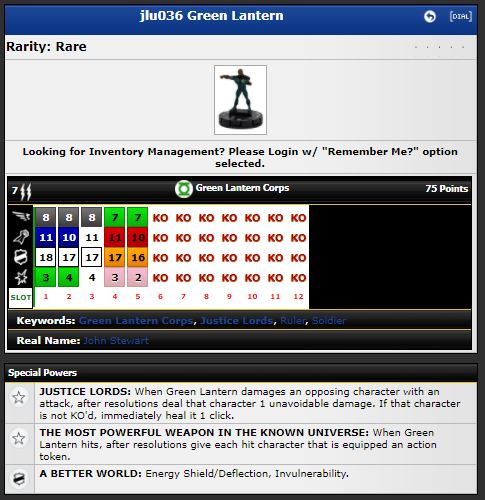 jlu036 Green Lantern
[DIAL]
Rarity: Rare
Looking for Inventory Management? Please Login w/ "Remember Me?" option
selected.
7 Green Lantern Corps 75 Points
8 8 8 7 7 KO KO KO KO KO KO KO
11 10 11 11 10 KO KO KO KO KO KO KO
18 17 17 17 16 KO KO KO KO KO KO KO
3 4 4 3 2 KO KO KO KO KO KO KO
SLOT 1 2 3 4 5 6 7 8 9 10 11 12
Keywords: Green Lantern Corps, Justice Lords, Ruler, Soldier
Real Name: John Stewart
Special Powers
JUSTICE LORDS: When Green Lantern damages an opposing character with an
attack, after resolutions deal that character 1 unavoidable damage. If that character
is not KO'd, immediately heal it 1 click.
THE MOST POWERFUL WEAPON IN THE KNOWN UNIVERSE: When Green
Lantern hits, after resolutions give each hit character that is equipped an action
token.
A BETTER WORLD: Energy Shield/Deflection, Invulnerability.